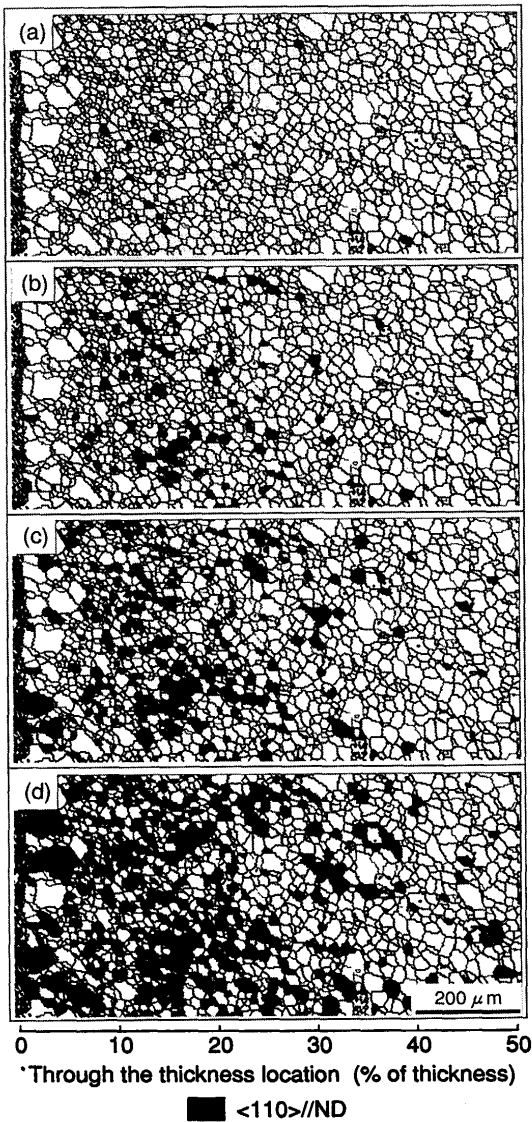 (a)
(b)
(c)
(d)
200 μm
0 10 20 30 40 50
*Through the thickness location (% of thickness)
<110>//ND